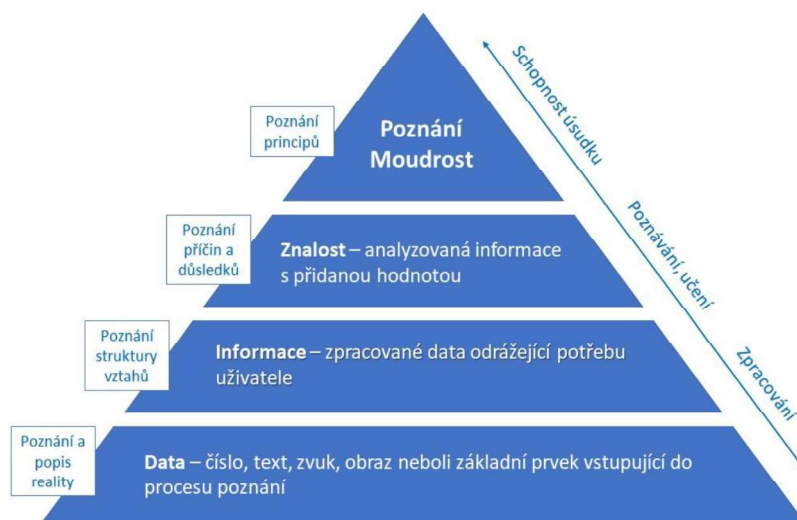 Poznání
principů
Poznání
Moudrost
Schopnost úsudku
Poznání
příčin a
důsledků
Znalost – analyzovaná informace
s přidanou hodnotou
Poznávání, učení
Poznání
struktury
vztahů
Informace – zpracované data odrážející potřebu
uživatele
Zpracování
Poznání a
popis
reality
Data – číslo, text, zvuk, obraz neboli základní prvek vstupující do
procesu poznání